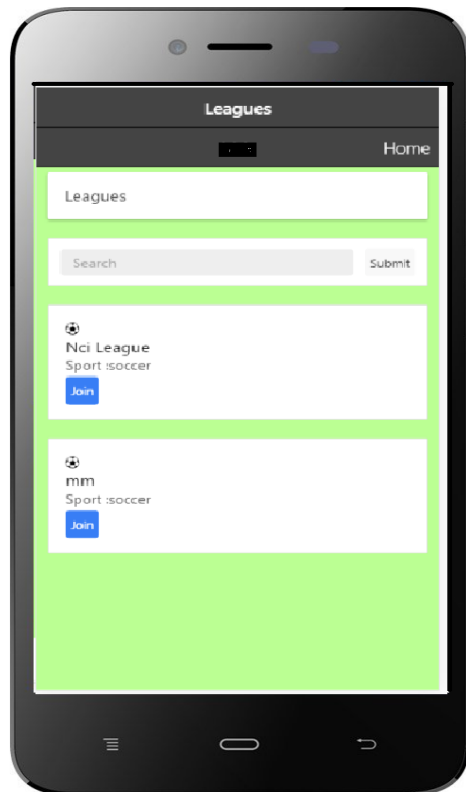 Leagues
Home
Leagues
Search Submit
Nci League
Sport :soccer
Join
mm
Sport :soccer
Join